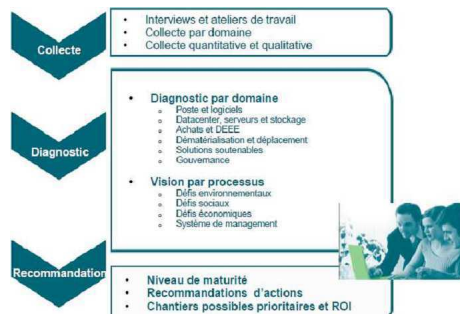 Collecte
Interviews et ateliers de travail
Collecte par domaine
Collecte quantitative et qualitative
Diagnostic
Diagnostic par domaine
Poste et logiciels
Datacenter, serveurs et stockage
Achats et DEEE
Dématérialisation et déplacement
Solutions soutenables
Gouvernance
Vision par processus
Défis environnementaux
Défis sociaux
Défis économiques
Système de management
Recommandation
Niveau de maturité
Recommandations d'actions
Chantiers possibles prioritaires et ROI